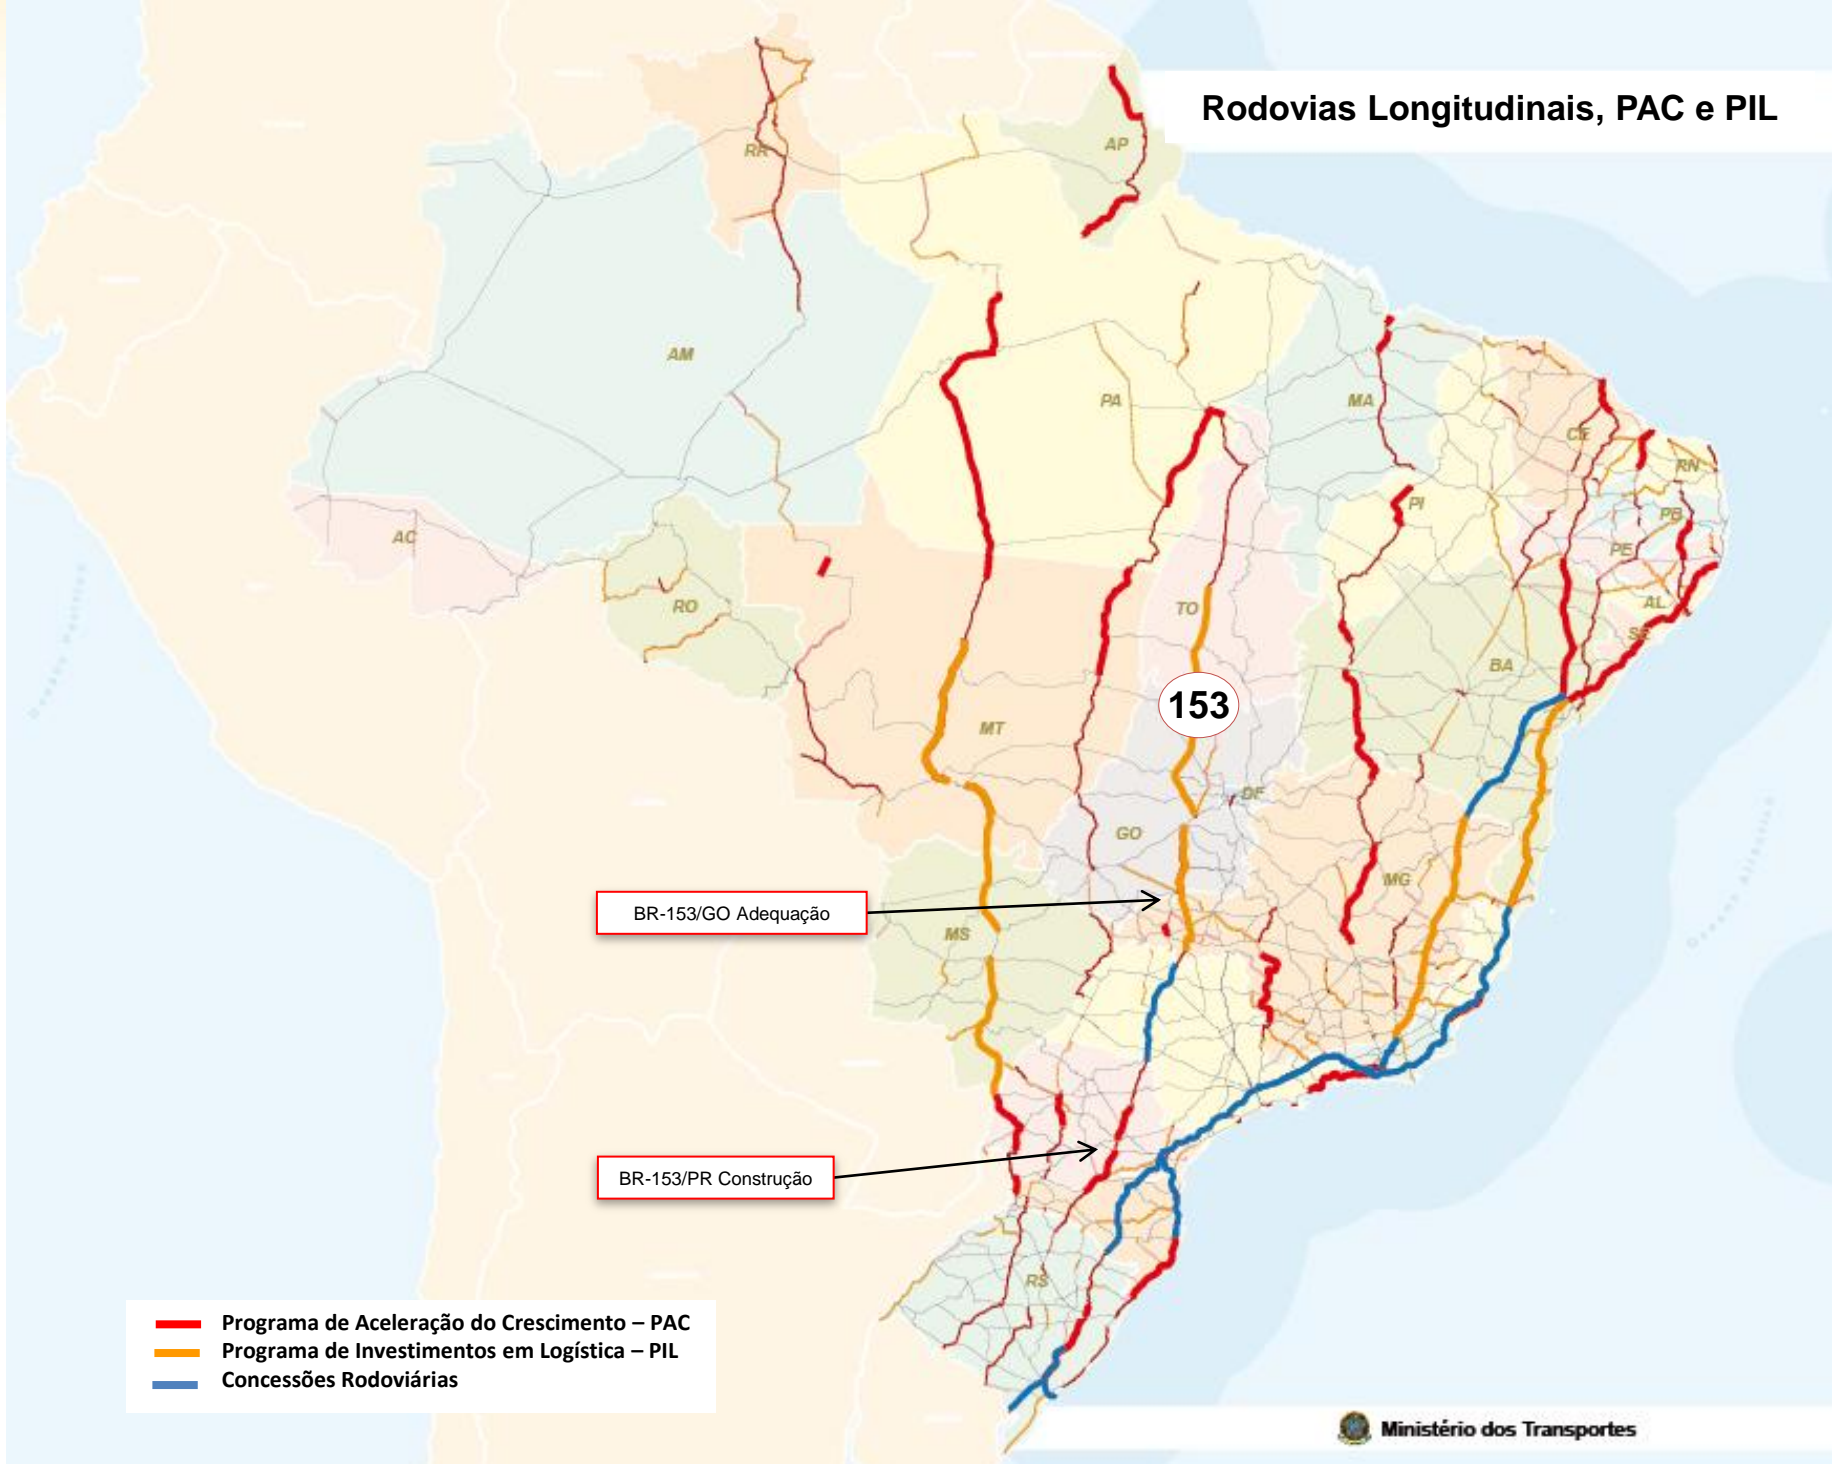 Rodovias Longitudinais, PAC e PIL
RR
AP
AM
PA
MA
CE
RN
PI
PB
PE
AC
AL
RO
TO
SE
BA
153
MT
DF
GO
MG
BR-153/GO Adequação
MS
BR-153/PR Construção
RS
Programa de Aceleração do Crescimento – PAC
Programa de Investimentos em Logística – PIL
Concessões Rodoviárias
Ministério dos Transportes